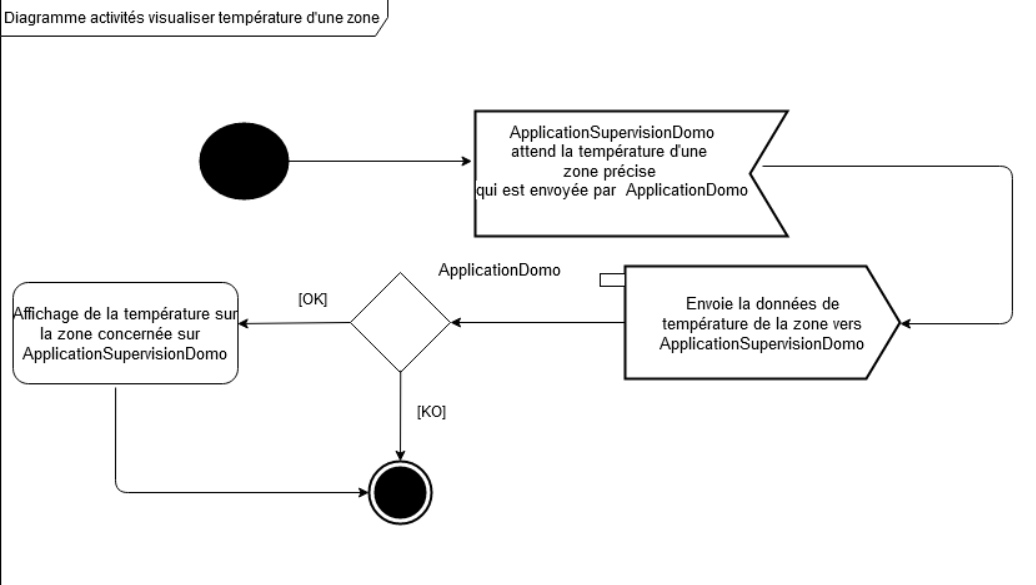 Diagramme activités visualiser température d'une zone
ApplicationSupervisionDomo
attend la température d'une
zone précise
qui est envoyée par ApplicationDomo
ApplicationDomo
Envoie la données de
température de la zone vers
ApplicationSupervisionDomo
[OK]
Affichage de la température sur
la zone concernée sur
ApplicationSupervisionDomo
[KO]